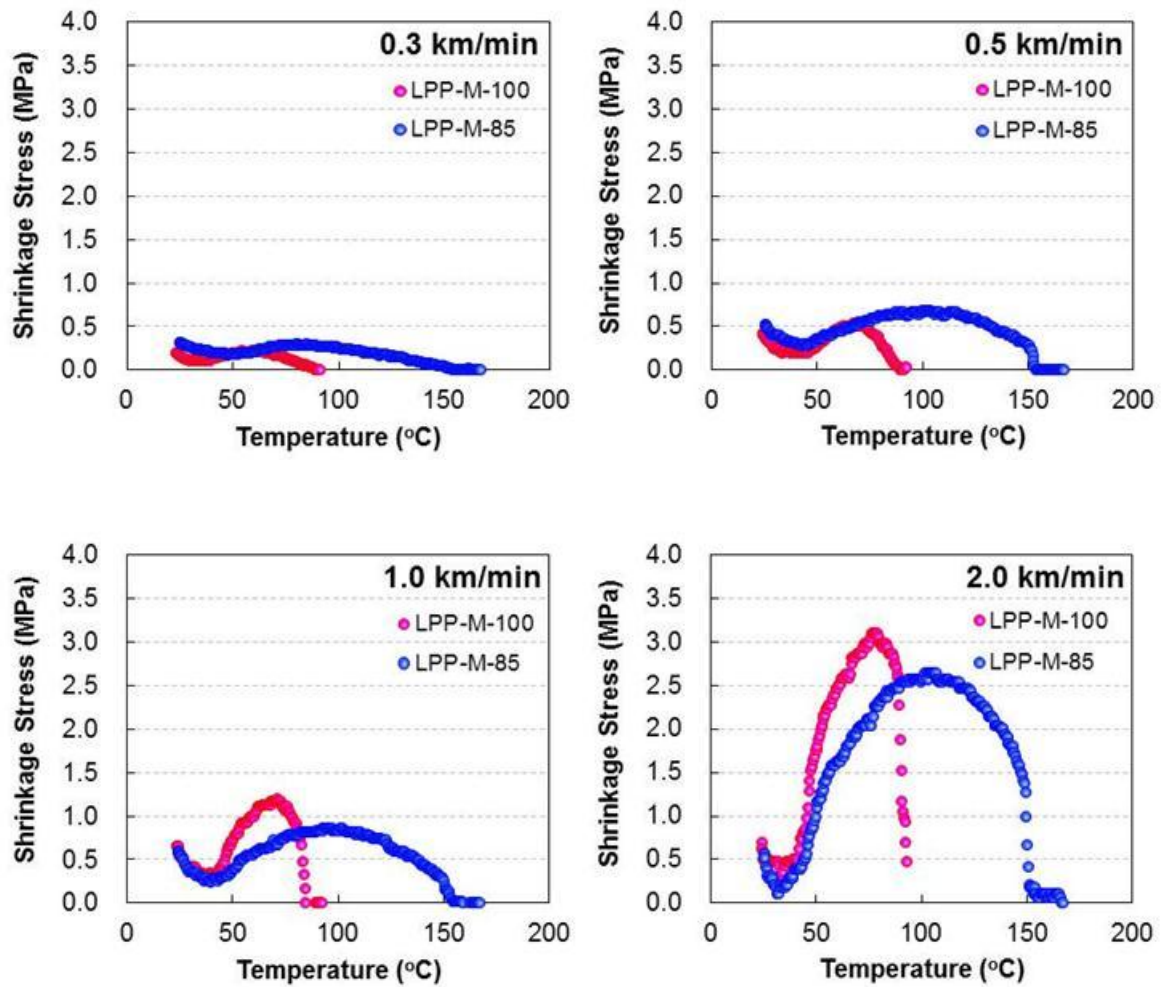 4.0
3.5
3.0
2.5
2.0
1.5
1.0
0.5
0.0
Shrinkage Stress (MPa)
0.3 km/min
LPP-M-100
LPP-M-85
0 50 100 150 200
Temperature (°C)
4.0
3.5
3.0
2.5
2.0
1.5
1.0
0.5
0.0
Shrinkage Stress (MPa)
0.5 km/min
LPP-M-100
LPP-M-85
0 50 100 150 200
Temperature (°C)
4.0
3.5
3.0
2.5
2.0
1.5
1.0
0.5
0.0
Shrinkage Stress (MPa)
1.0 km/min
LPP-M-100
LPP-M-85
0 50 100 150 200
Temperature (°C)
4.0
3.5
3.0
2.5
2.0
1.5
1.0
0.5
0.0
Shrinkage Stress (MPa)
2.0 km/min
LPP-M-100
LPP-M-85
0 50 100 150 200
Temperature (°C)